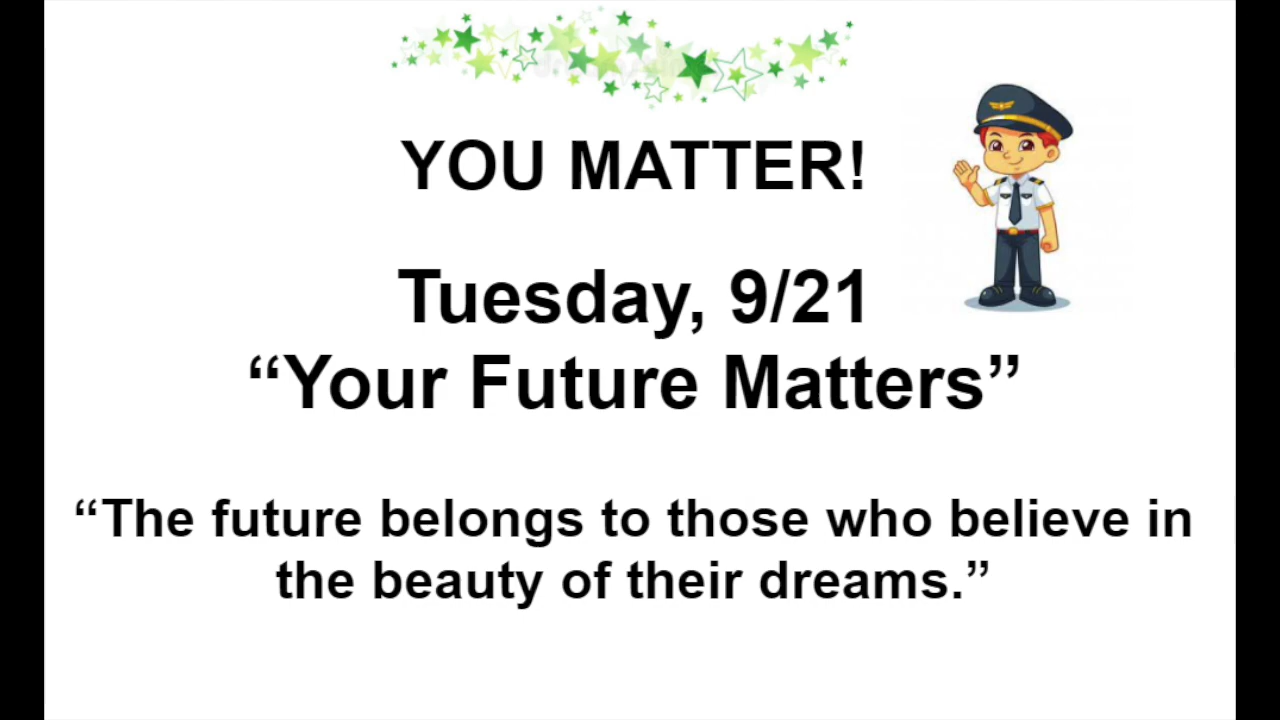 YOU MATTER!
Tuesday, 9/21
“Your Future Matters”
“The future belongs to those who believe in
the beauty of their dreams.”